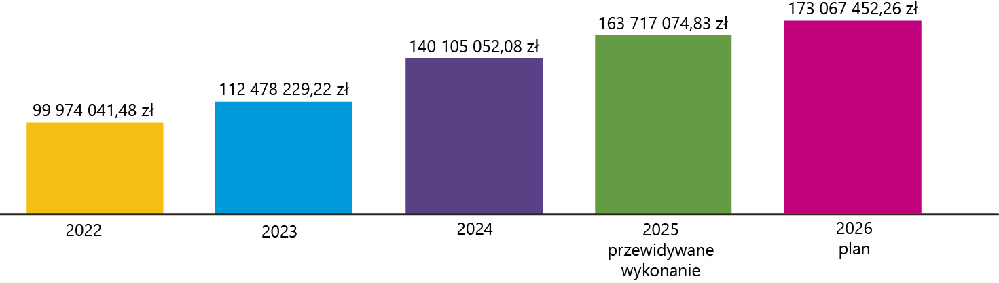 99 974 041,48 zł
112 478 229,22 zł
140 105 052,08 zł
163 717 074,83 zł
173 067 452,26 zł
2022
2023
2024
2025
przewidywane
wykonanie
2026
plan